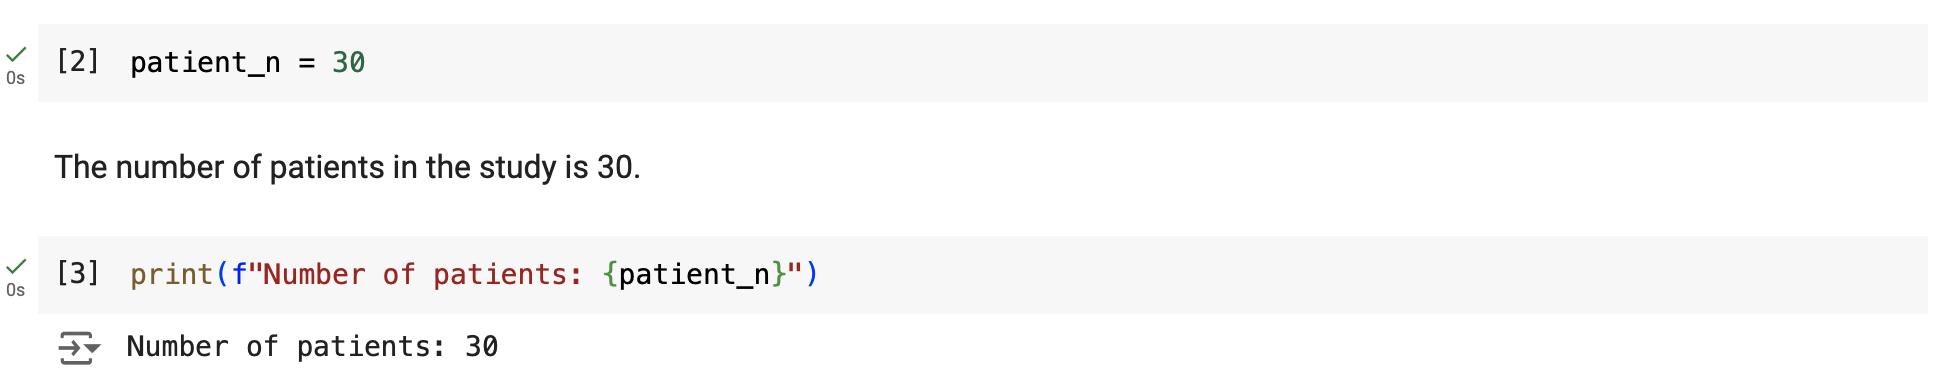 [2] patient_n = 30
0s
The number of patients in the study is 30.
[3] print(f"Number of patients: {patient_n}")
0s
Number of patients: 30